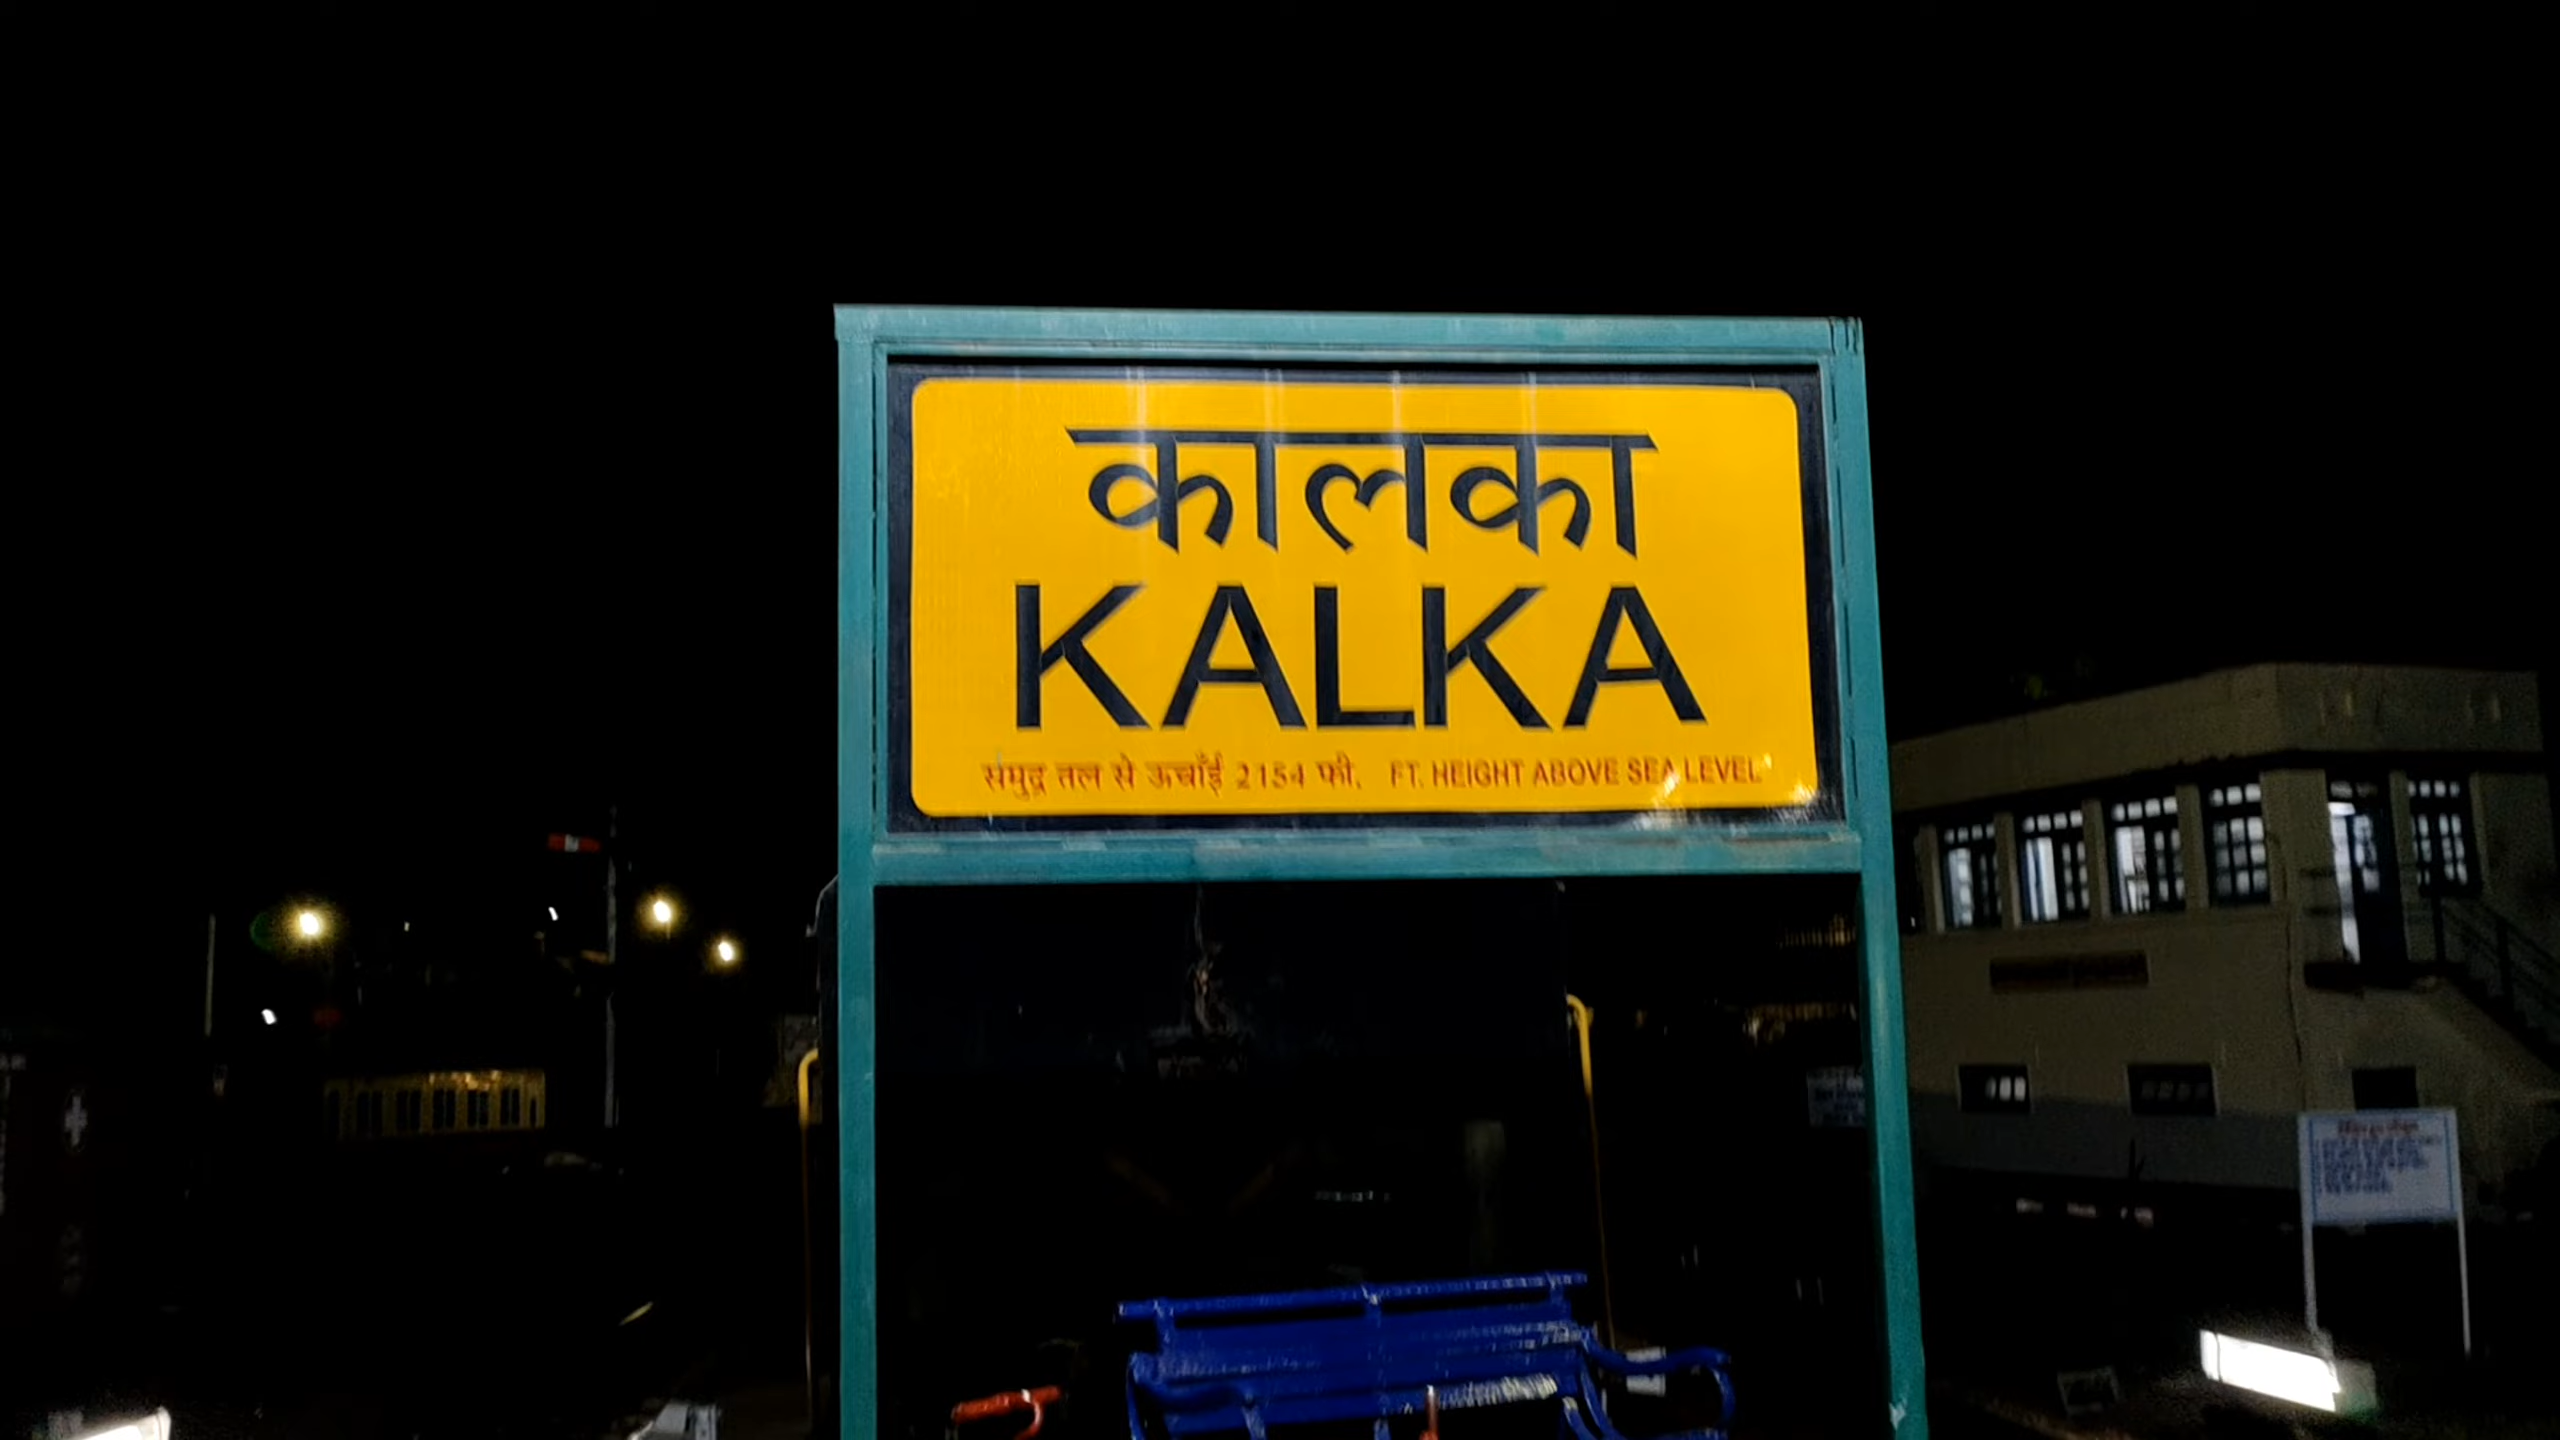 कालका
KALKA
समुद्र तल से ऊचाँई 2154 फी. FT. HEIGHT ABOVE SEA LEVEL